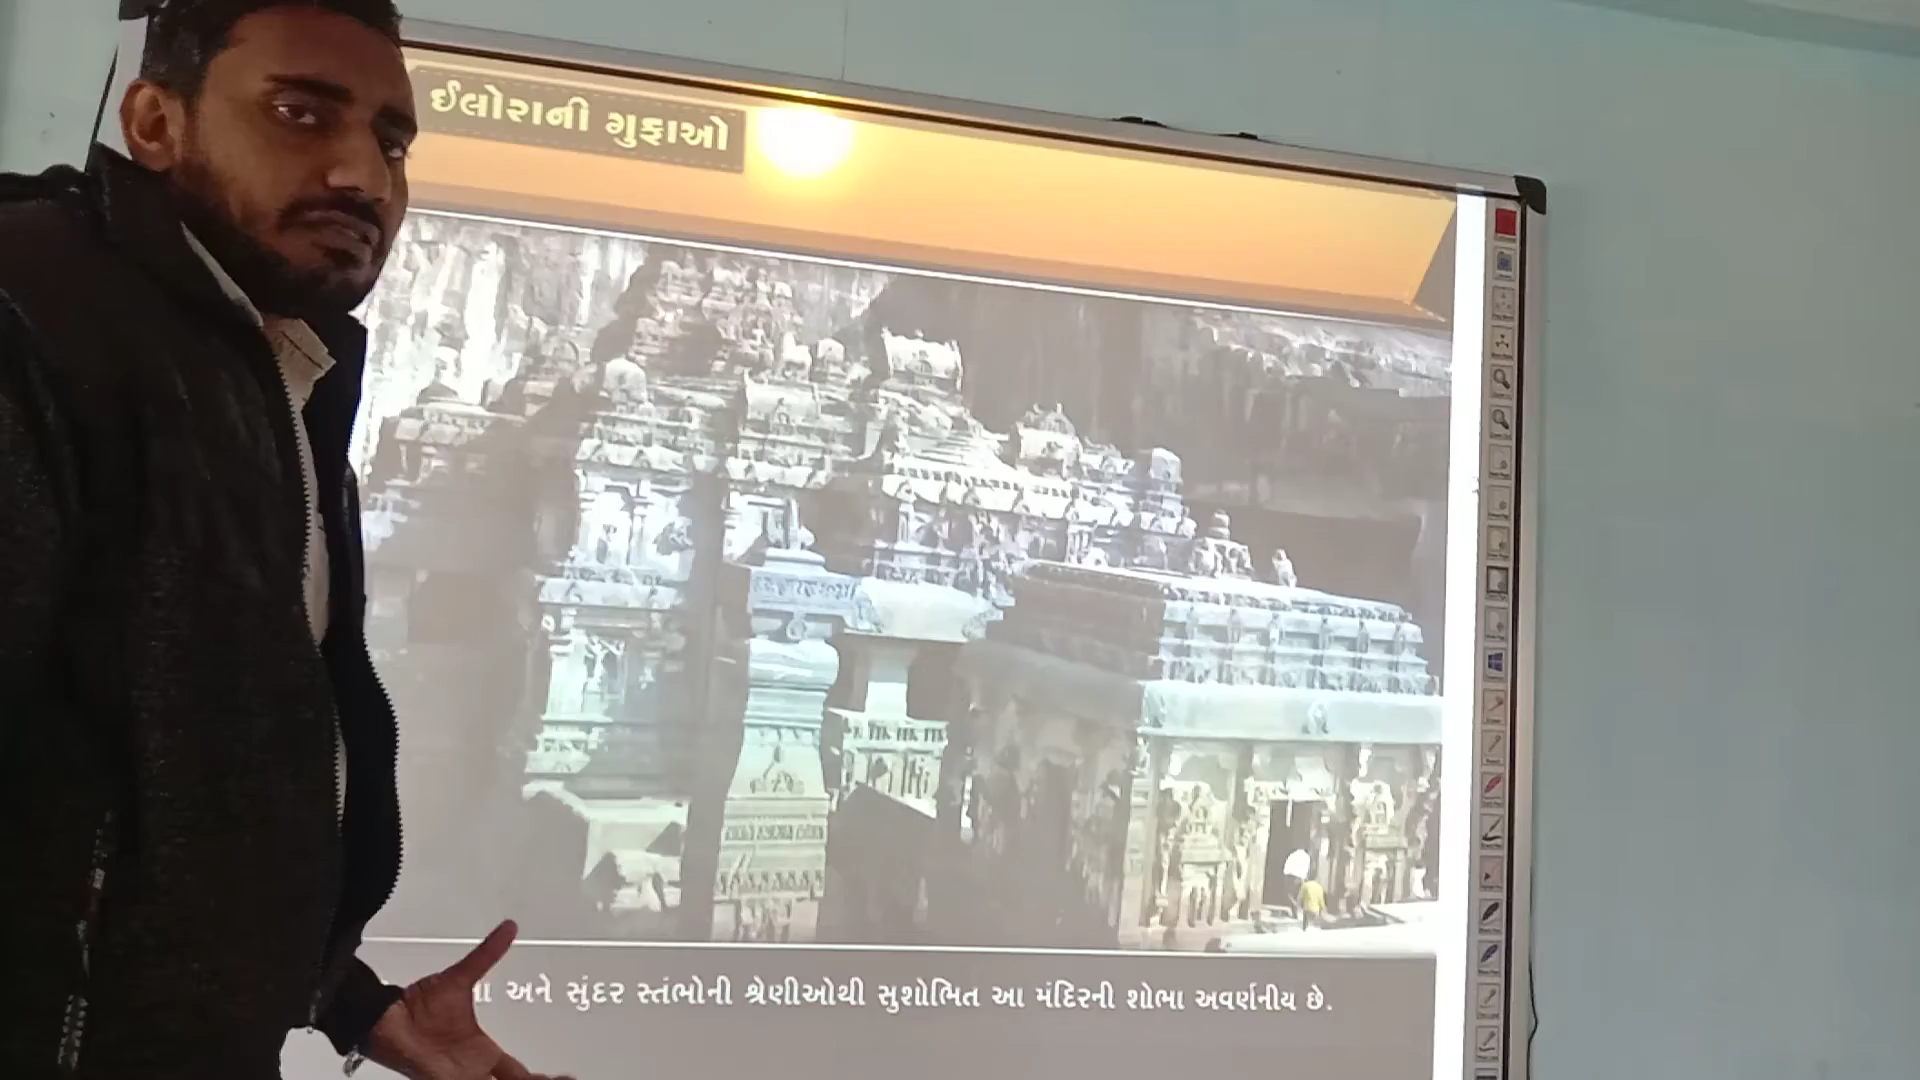 ઈલોરાની ગુફાઓ
અને સુંદર સ્તંભોની શ્રેણીઓથી સુશોભિત આ મંદિરની શોભા અવર્ણનીય છે.